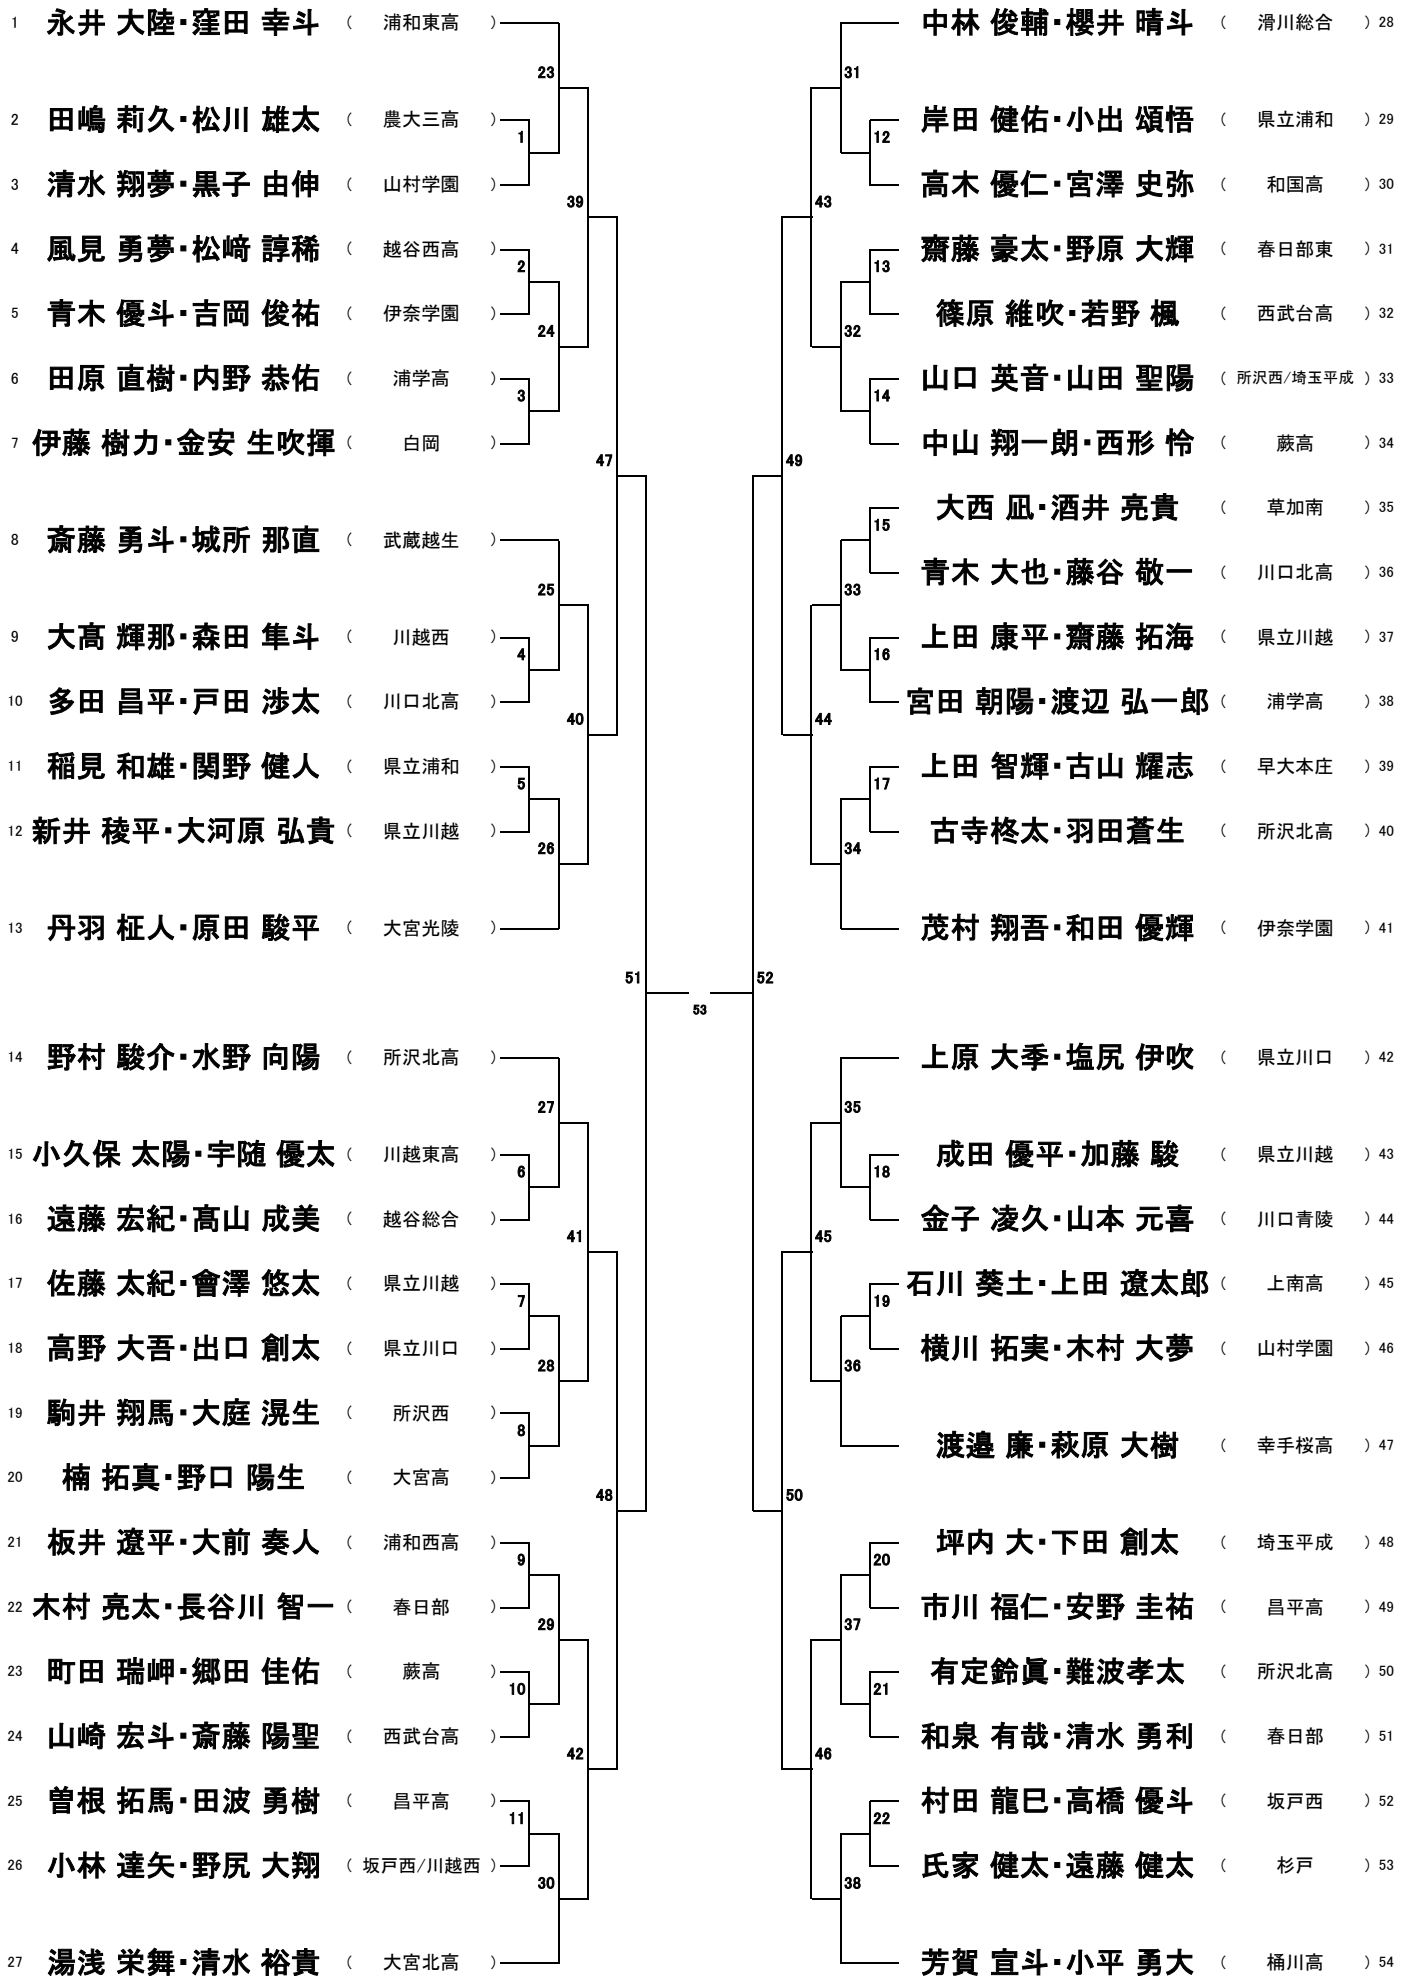 1 永井 大陸・窪田 幸斗 ( 浦和東高 )
23
2 田嶋 莉久・松川 雄太 ( 農大三高 )
1
3 清水 翔夢・黒子 由伸 ( 山村学園 )
39
4 風見 勇夢・松﨑 諄稀 ( 越谷西高 )
2
5 青木 優斗・吉岡 俊祐 ( 伊奈学園 )
24
6 田原 直樹・内野 恭佑 ( 浦学高 )
3
7 伊藤 樹力・金安 生吹揮 ( 白岡 )
47
8 斎藤 勇斗・城所 那直 ( 武蔵越生 )
25
9 大髙 輝那・森田 隼斗 ( 川越西 )
4
10 多田 昌平・戸田 渉太 ( 川口北高 )
40
11 稲見 和雄・関野 健人 ( 県立浦和 )
5
12 新井 稜平・大河原 弘貴 ( 県立川越 )
26
13 丹羽 柾人・原田 駿平 ( 大宮光陵 )
51
14 野村 駿介・水野 向陽 ( 所沢北高 )
27
15 小久保 太陽・宇随 優太 ( 川越東高 )
6
16 遠藤 宏紀・髙山 成美 ( 越谷総合 )
41
17 佐藤 太紀・會澤 悠太 ( 県立川越 )
7
18 高野 大吾・出口 創太 ( 県立川口 )
28
19 駒井 翔馬・大庭 滉生 ( 所沢西 )
8
20 楠 拓真・野口 陽生 ( 大宮高 )
48
21 板井 遼平・大前 奏人 ( 浦和西高 )
9
22 木村 亮太・長谷川 智一 ( 春日部 )
29
23 町田 瑞岬・郷田 佳佑 ( 蕨高 )
10
24 山崎 宏斗・斎藤 陽聖 ( 西武台高 )
42
25 曽根 拓馬・田波 勇樹 ( 昌平高 )
11
26 小林 達矢・野尻 大翔 ( 坂戸西/川越西 )
30
27 湯浅 栄舞・清水 裕貴 ( 大宮北高 )
53
中林 俊輔・櫻井 晴斗 ( 滑川総合 ) 28
31
岸田 健佑・小出 頌悟 ( 県立浦和 ) 29
12
高木 優仁・宮澤 史弥 ( 和国高 ) 30
43
齋藤 豪太・野原 大輝 ( 春日部東 ) 31
13
篠原 維吹・若野 楓 ( 西武台高 ) 32
32
山口 英音・山田 聖陽 ( 所沢西/埼玉平成 ) 33
14
中山 翔一朗・西形 怜 ( 蕨高 ) 34
49
大西 凪・酒井 亮貴 ( 草加南 ) 35
15
青木 大也・藤谷 敬一 ( 川口北高 ) 36
33
上田 康平・齋藤 拓海 ( 県立川越 ) 37
16
宮田 朝陽・渡辺 弘一郎 ( 浦学高 ) 38
44
上田 智輝・古山 耀志 ( 早大本庄 ) 39
17
古寺柊太・羽田蒼生 ( 所沢北高 ) 40
34
茂村 翔吾・和田 優輝 ( 伊奈学園 ) 41
52
上原 大季・塩尻 伊吹 ( 県立川口 ) 42
35
成田 優平・加藤 駿 ( 県立川越 ) 43
18
金子 凌久・山本 元喜 ( 川口青陵 ) 44
45
石川 葵土・上田 遼太郎 ( 上南高 ) 45
19
横川 拓実・木村 大夢 ( 山村学園 ) 46
36
渡邉 廉・萩原 大樹 ( 幸手桜高 ) 47
50
坪内 大・下田 創太 ( 埼玉平成 ) 48
20
市川 福仁・安野 圭祐 ( 昌平高 ) 49
37
有定鈴眞・難波孝太 ( 所沢北高 ) 50
21
和泉 有哉・清水 勇利 ( 春日部 ) 51
46
村田 龍巳・高橋 優斗 ( 坂戸西 ) 52
22
氏家 健太・遠藤 健太 ( 杉戸 ) 53
38
芳賀 宣斗・小平 勇大 ( 桶川高 ) 54